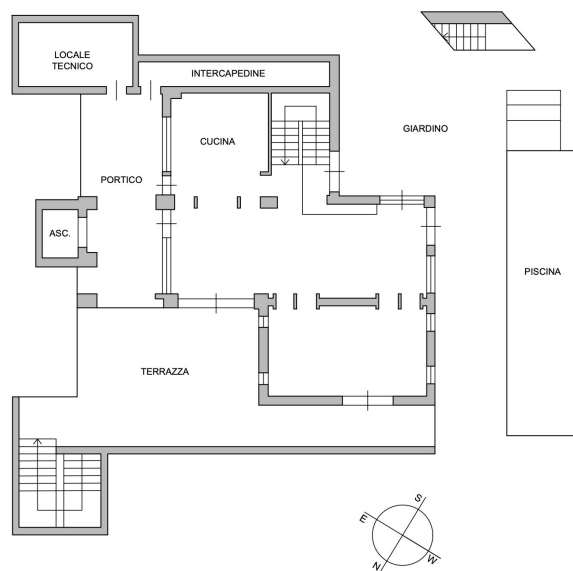 LOCALE
TECNICO
INTERCAPEDINE
GIARDINO
CUCINA
PORTICO
ASC.
PISCINA
TERRAZZA
S
E
W
N